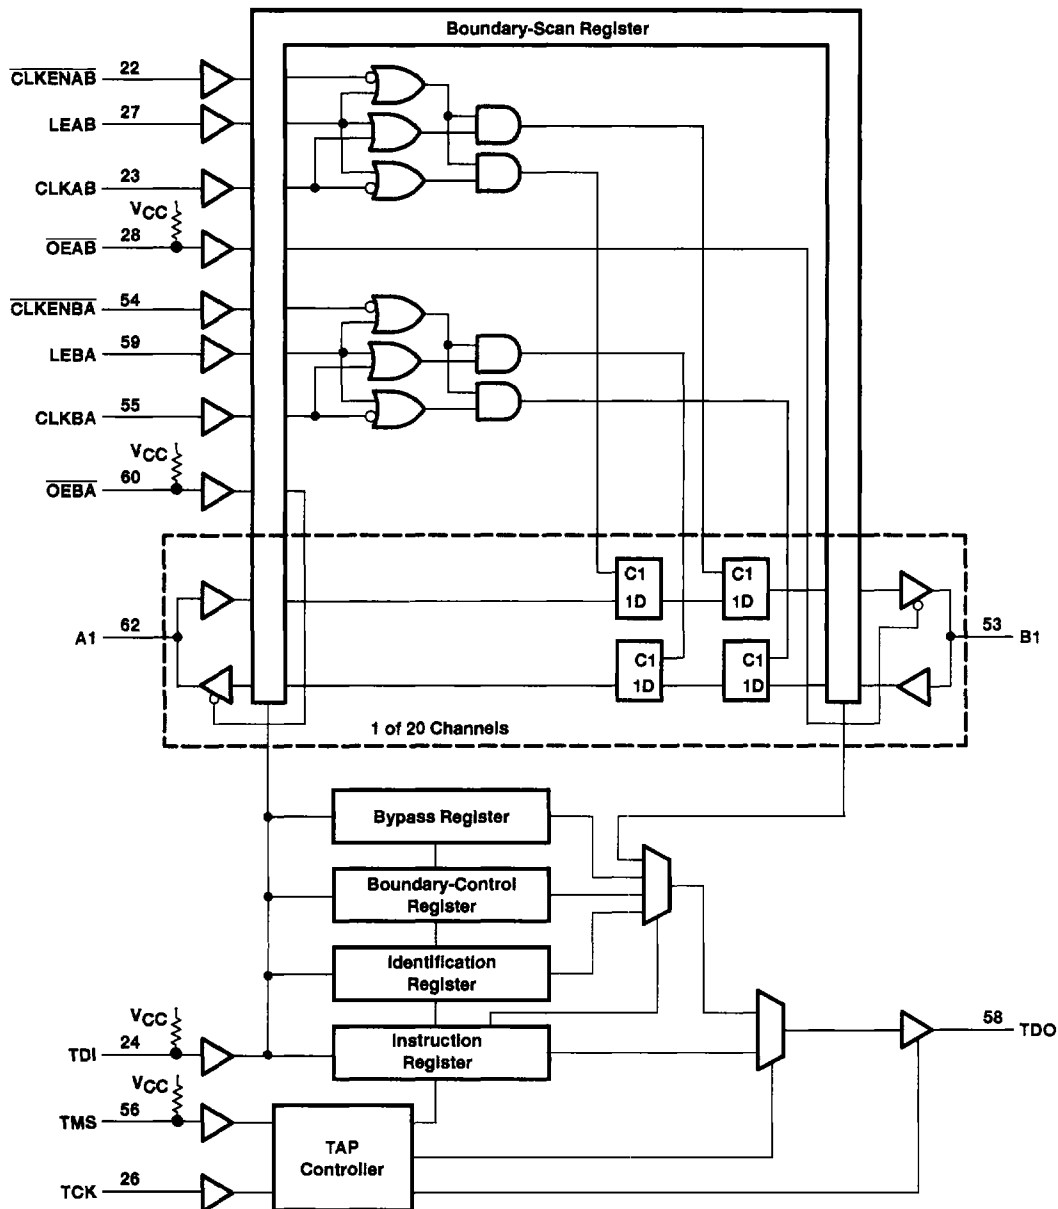 Boundary-Scan Register
CLKENAB 22
LEAB 27
CLKAB 23
VCC
OEAB 28
CLKENBA 54
LEBA 59
CLKBA 55
VCC
OEBA 60
C1
1D
C1
1D
A1 62
53 B1
C1
1D
C1
1D
1 of 20 Channels
Bypass Register
Boundary-Control
Register
Identification
Register
VCC
TDI 24
Instruction
Register
58 TDO
VCC
TMS 56
TAP
Controller
TCK 26